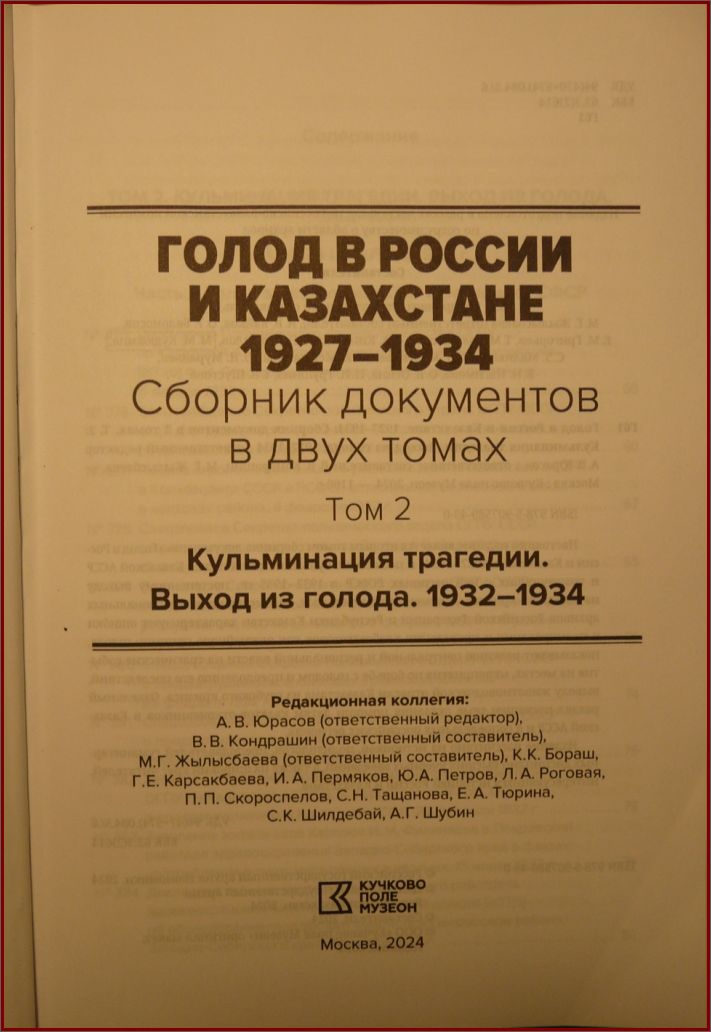 ГОЛОД В РОССИИ
И КАЗАХСТАНЕ
1927–1934
Сборник документов
в двух томах
Том 2
Кульминация трагедии.
Выход из голода. 1932–1934
Редакционная коллегия:
А. В. Юрасов (ответственный редактор),
В. В. Кондрашин (ответственный составитель),
М.Г. Жылысбаева (ответственный составитель), К.К. Бораш,
Г.Е. Карсакбаева, И. А. Пермяков, Ю.А. Петров, Л.А. Роговая,
П. П. Скороспелов, С.Н. Тащанова, Е. А. Тюрина,
С.К. Шилдебай, А.Г. Шубин
КУЧКОВО
ПОЛЕ
МУЗЕОН
Москва, 2024